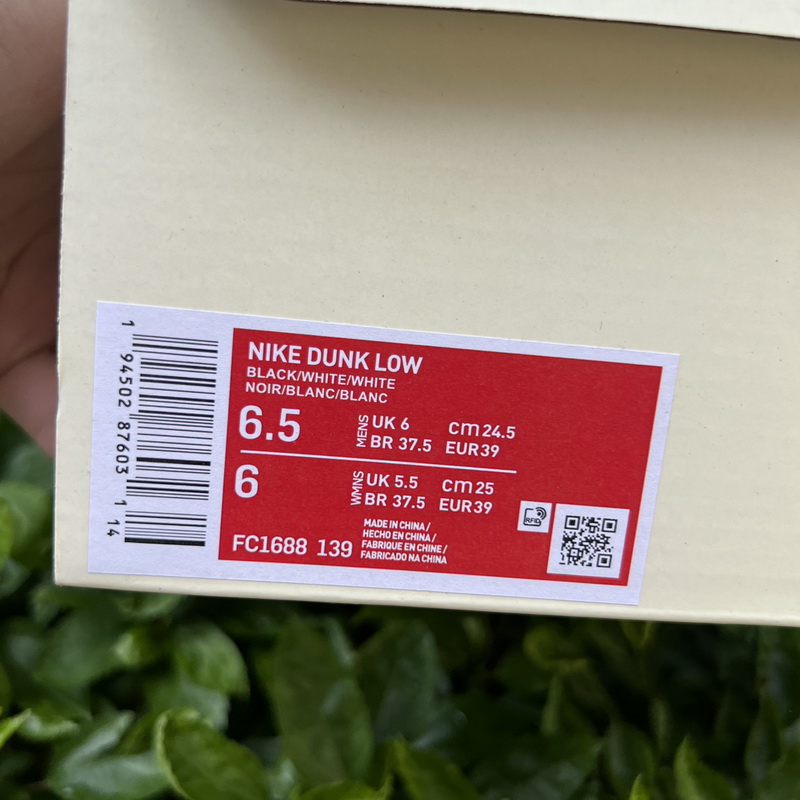 1 94502 87603 1 14
NIKE DUNK LOW
BLACK/WHITE/WHITE
NOIR/BLANC/BLANC
6.5
MENS
UK 6 cm 24.5
BR 37.5 EUR39
6
WMNS
UK 5.5 cm 25
BR 37.5 EUR39
RFID
FC1688 139
MADE IN CHINA /
HECHO EN CHINA /
FABRIQUE EN CHINE /
FABRICADO NA CHINA